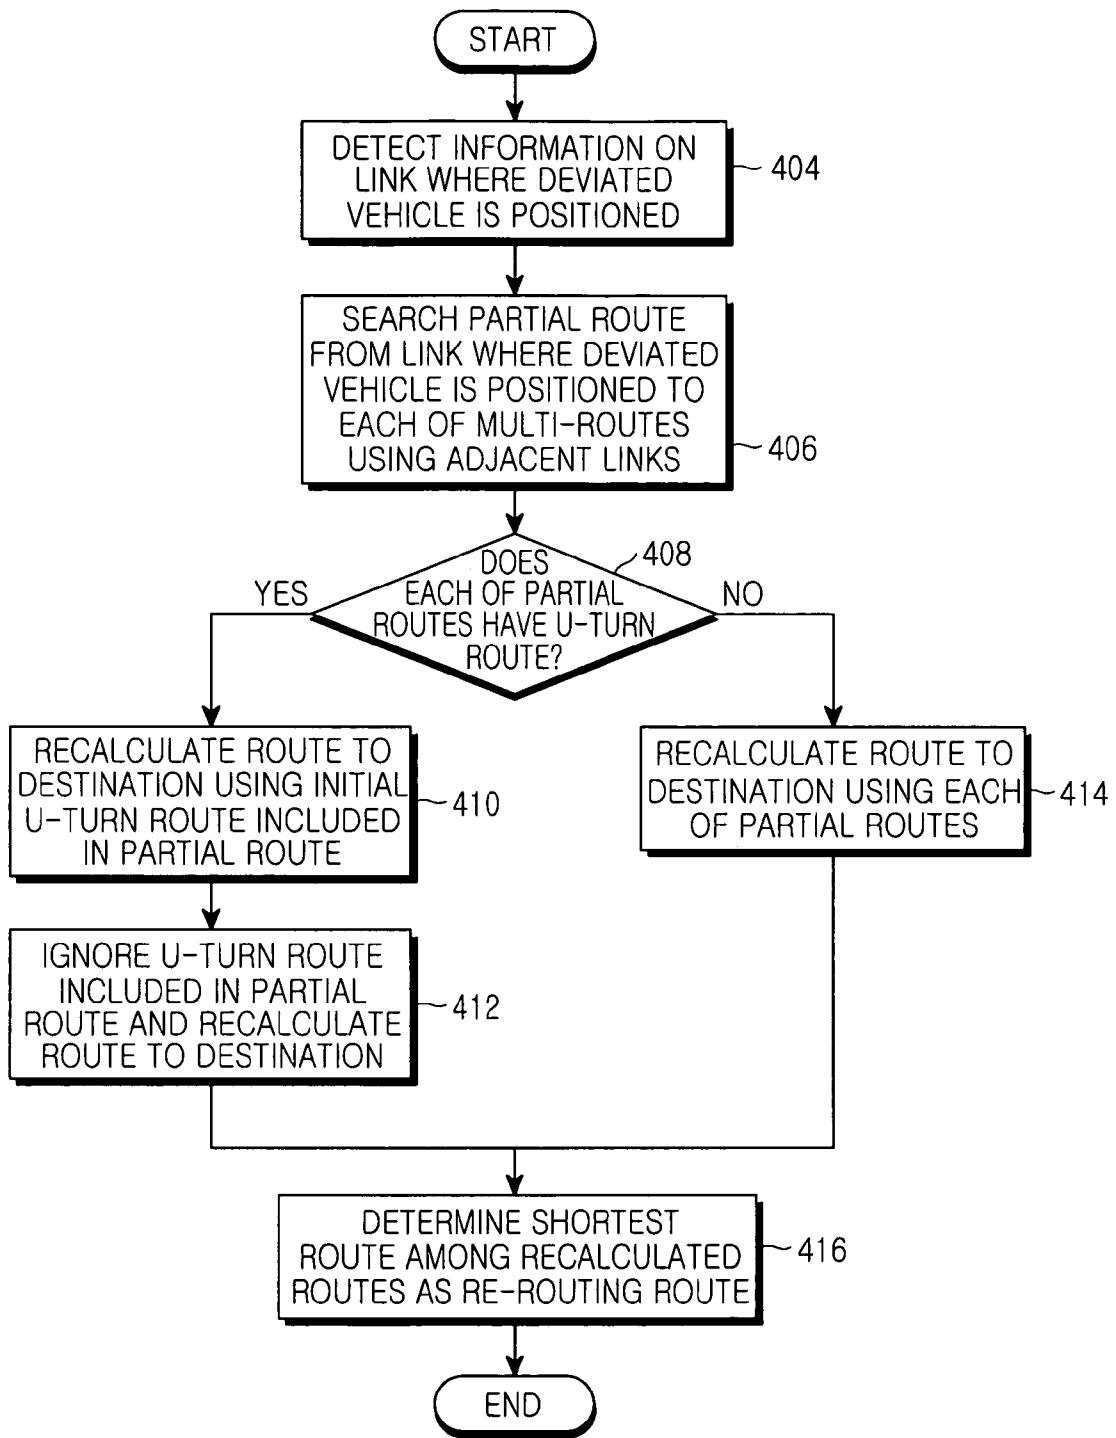 START
DETECT INFORMATION ON
LINK WHERE DEVIATED
VEHICLE IS POSITIONED
404
SEARCH PARTIAL ROUTE
FROM LINK WHERE DEVIATED
VEHICLE IS POSITIONED TO
EACH OF MULTI-ROUTES
USING ADJACENT LINKS
406
DOES
EACH OF PARTIAL
ROUTES HAVE U-TURN
ROUTE?
408
YES
NO
RECALCULATE ROUTE TO
DESTINATION USING INITIAL
U-TURN ROUTE INCLUDED
IN PARTIAL ROUTE
410
RECALCULATE ROUTE TO
DESTINATION USING EACH
OF PARTIAL ROUTES
414
IGNORE U-TURN ROUTE
INCLUDED IN PARTIAL
ROUTE AND RECALCULATE
ROUTE TO DESTINATION
412
DETERMINE SHORTEST
ROUTE AMONG RECALCULATED
ROUTES AS RE-ROUTING ROUTE
416
END